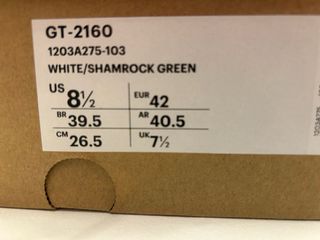 GT-2160
1203A275-103
WHITE/SHAMROCK GREEN
US 8½ EUR 42
BR 39.5 AR 40.5
CM 26.5 UK 7½
1203A275